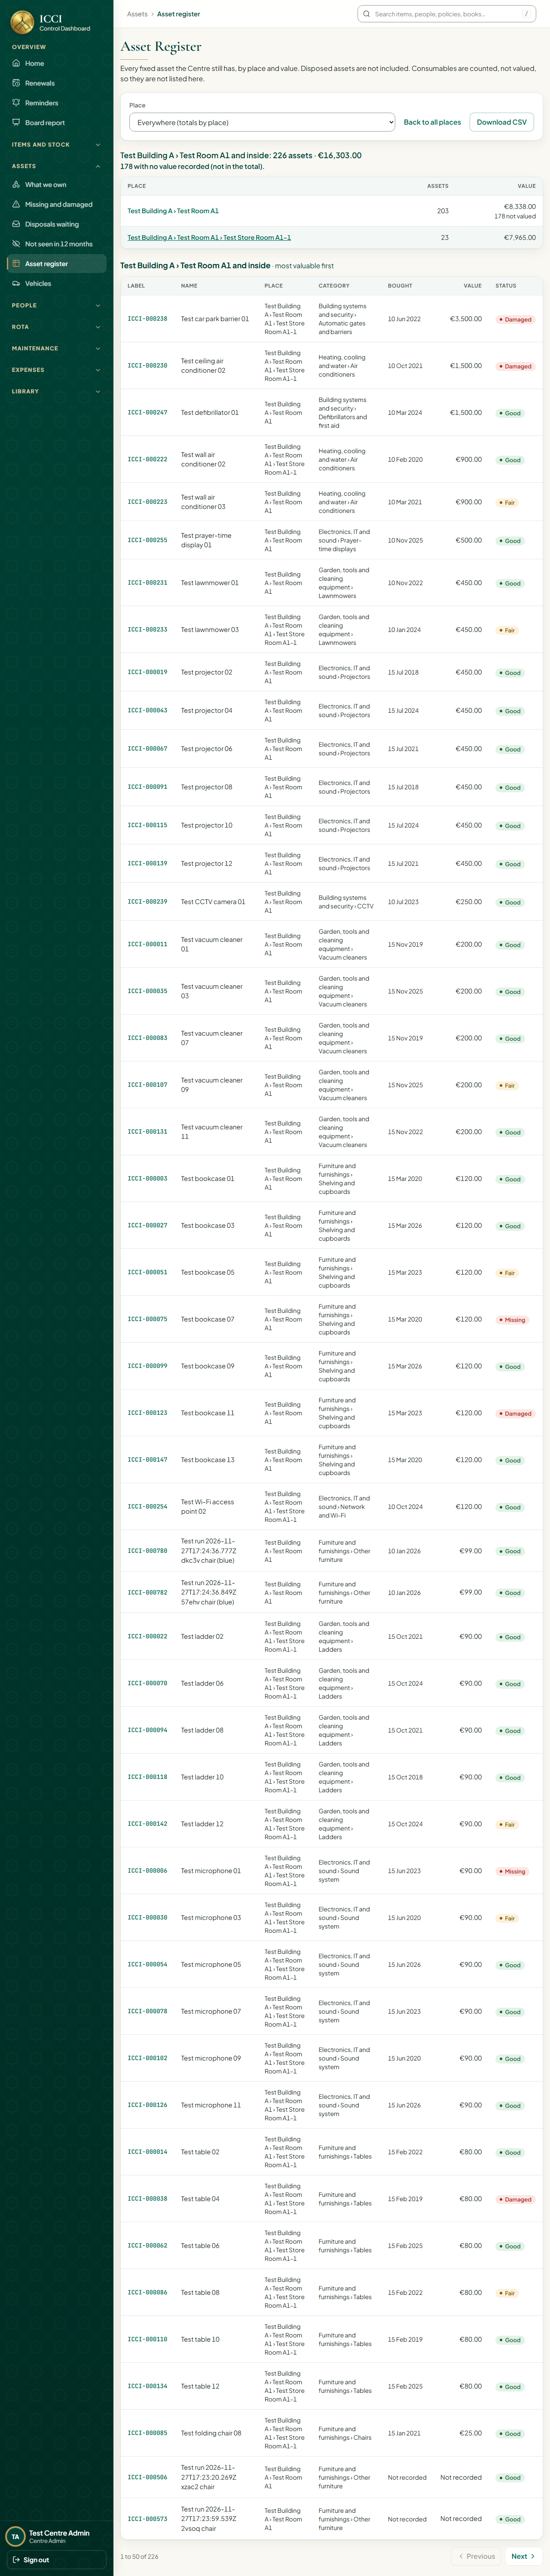 ICCI
Control Dashboard
OVERVIEW
Home
Renewals
Reminders
Board report
ITEMS AND STOCK
ASSETS
What we own
Missing and damaged
Disposals waiting
Not seen in 12 months
Asset register
Vehicles
PEOPLE
ROTA
MAINTENANCE
EXPENSES
LIBRARY
TA
Test Centre Admin
Centre Admin
Sign out
Assets › Asset register
Search items, people, policies, books... /
Asset Register
Every fixed asset the Centre still has, by place and value. Disposed assets are not included. Consumables are counted, not valued,
so they are not listed here.
Place
Everywhere (totals by place)
Back to all places
Download CSV
Test Building A › Test Room A1 and inside: 226 assets · €16,303.00
178 with no value recorded (not in the total).
PLACE ASSETS VALUE
Test Building A › Test Room A1 203 €8,338.00
178 not valued
Test Building A › Test Room A1 › Test Store Room A1-1 23 €7,965.00
Test Building A › Test Room A1 and inside · most valuable first
LABEL NAME PLACE CATEGORY BOUGHT VALUE STATUS
ICCI-000238 Test car park barrier 01 Test Building A › Test Room A1 › Test Store Room A1-1 Building systems and security › Automatic gates and barriers 10 Jun 2022 €3,500.00 Damaged
ICCI-000230 Test ceiling air conditioner 02 Test Building A › Test Room A1 › Test Store Room A1-1 Heating, cooling and water › Air conditioners 10 Oct 2021 €1,500.00 Damaged
ICCI-000247 Test defibrillator 01 Test Building A › Test Room A1 Building systems and security › Defibrillators and first aid 10 Mar 2024 €1,500.00 Good
ICCI-000222 Test wall air conditioner 02 Test Building A › Test Room A1 › Test Store Room A1-1 Heating, cooling and water › Air conditioners 10 Feb 2020 €900.00 Good
ICCI-000223 Test wall air conditioner 03 Test Building A › Test Room A1 Heating, cooling and water › Air conditioners 10 Mar 2021 €900.00 Fair
ICCI-000255 Test prayer-time display 01 Test Building A › Test Room A1 Electronics, IT and sound › Prayer-time displays 10 Nov 2025 €500.00 Good
ICCI-000231 Test lawnmower 01 Test Building A › Test Room A1 Garden, tools and cleaning equipment › Lawnmowers 10 Nov 2022 €450.00 Good
ICCI-000233 Test lawnmower 03 Test Building A › Test Room A1 › Test Store Room A1-1 Garden, tools and cleaning equipment › Lawnmowers 10 Jan 2024 €450.00 Fair
ICCI-000019 Test projector 02 Test Building A › Test Room A1 Electronics, IT and sound › Projectors 15 Jul 2018 €450.00 Good
ICCI-000043 Test projector 04 Test Building A › Test Room A1 Electronics, IT and sound › Projectors 15 Jul 2024 €450.00 Good
ICCI-000067 Test projector 06 Test Building A › Test Room A1 Electronics, IT and sound › Projectors 15 Jul 2021 €450.00 Good
ICCI-000091 Test projector 08 Test Building A › Test Room A1 Electronics, IT and sound › Projectors 15 Jul 2018 €450.00 Good
ICCI-000115 Test projector 10 Test Building A › Test Room A1 Electronics, IT and sound › Projectors 15 Jul 2024 €450.00 Good
ICCI-000139 Test projector 12 Test Building A › Test Room A1 Electronics, IT and sound › Projectors 15 Jul 2021 €450.00 Good
ICCI-000239 Test CCTV camera 01 Test Building A › Test Room A1 Building systems and security › CCTV 10 Jul 2023 €250.00 Good
ICCI-000011 Test vacuum cleaner 01 Test Building A › Test Room A1 Garden, tools and cleaning equipment › Vacuum cleaners 15 Nov 2019 €200.00 Good
ICCI-000035 Test vacuum cleaner 03 Test Building A › Test Room A1 Garden, tools and cleaning equipment › Vacuum cleaners 15 Nov 2025 €200.00 Good
ICCI-000083 Test vacuum cleaner 07 Test Building A › Test Room A1 Garden, tools and cleaning equipment › Vacuum cleaners 15 Nov 2019 €200.00 Good
ICCI-000107 Test vacuum cleaner 09 Test Building A › Test Room A1 Garden, tools and cleaning equipment › Vacuum cleaners 15 Nov 2025 €200.00 Fair
ICCI-000131 Test vacuum cleaner 11 Test Building A › Test Room A1 Garden, tools and cleaning equipment › Vacuum cleaners 15 Nov 2022 €200.00 Good
ICCI-000003 Test bookcase 01 Test Building A › Test Room A1 Furniture and furnishings › Shelving and cupboards 15 Mar 2020 €120.00 Good
ICCI-000027 Test bookcase 03 Test Building A › Test Room A1 Furniture and furnishings › Shelving and cupboards 15 Mar 2026 €120.00 Good
ICCI-000051 Test bookcase 05 Test Building A › Test Room A1 Furniture and furnishings › Shelving and cupboards 15 Mar 2023 €120.00 Fair
ICCI-000075 Test bookcase 07 Test Building A › Test Room A1 Furniture and furnishings › Shelving and cupboards 15 Mar 2020 €120.00 Missing
ICCI-000099 Test bookcase 09 Test Building A › Test Room A1 Furniture and furnishings › Shelving and cupboards 15 Mar 2026 €120.00 Good
ICCI-000123 Test bookcase 11 Test Building A › Test Room A1 Furniture and furnishings › Shelving and cupboards 15 Mar 2023 €120.00 Damaged
ICCI-000147 Test bookcase 13 Test Building A › Test Room A1 Furniture and furnishings › Shelving and cupboards 15 Mar 2020 €120.00 Good
ICCI-000254 Test Wi-Fi access point 02 Test Building A › Test Room A1 › Test Store Room A1-1 Electronics, IT and sound › Network and Wi-Fi 10 Oct 2024 €120.00 Good
ICCI-000780 Test run 2026-11-27T17:24:36.777Z dkc3v chair (blue) Test Building A › Test Room A1 Furniture and furnishings › Other furniture 10 Jan 2026 €99.00 Good
ICCI-000782 Test run 2026-11-27T17:24:36.849Z 57ehv chair (blue) Test Building A › Test Room A1 Furniture and furnishings › Other furniture 10 Jan 2026 €99.00 Good
ICCI-000022 Test ladder 02 Test Building A › Test Room A1 › Test Store Room A1-1 Garden, tools and cleaning equipment › Ladders 15 Oct 2021 €90.00 Good
ICCI-000070 Test ladder 06 Test Building A › Test Room A1 › Test Store Room A1-1 Garden, tools and cleaning equipment › Ladders 15 Oct 2024 €90.00 Good
ICCI-000094 Test ladder 08 Test Building A › Test Room A1 › Test Store Room A1-1 Garden, tools and cleaning equipment › Ladders 15 Oct 2021 €90.00 Good
ICCI-000118 Test ladder 10 Test Building A › Test Room A1 › Test Store Room A1-1 Garden, tools and cleaning equipment › Ladders 15 Oct 2018 €90.00 Good
ICCI-000142 Test ladder 12 Test Building A › Test Room A1 › Test Store Room A1-1 Garden, tools and cleaning equipment › Ladders 15 Oct 2024 €90.00 Fair
ICCI-000006 Test microphone 01 Test Building A › Test Room A1 › Test Store Room A1-1 Electronics, IT and sound › Sound system 15 Jun 2023 €90.00 Missing
ICCI-000030 Test microphone 03 Test Building A › Test Room A1 › Test Store Room A1-1 Electronics, IT and sound › Sound system 15 Jun 2020 €90.00 Fair
ICCI-000054 Test microphone 05 Test Building A › Test Room A1 › Test Store Room A1-1 Electronics, IT and sound › Sound system 15 Jun 2026 €90.00 Good
ICCI-000078 Test microphone 07 Test Building A › Test Room A1 › Test Store Room A1-1 Electronics, IT and sound › Sound system 15 Jun 2023 €90.00 Good
ICCI-000102 Test microphone 09 Test Building A › Test Room A1 › Test Store Room A1-1 Electronics, IT and sound › Sound system 15 Jun 2020 €90.00 Good
ICCI-000126 Test microphone 11 Test Building A › Test Room A1 › Test Store Room A1-1 Electronics, IT and sound › Sound system 15 Jun 2026 €90.00 Good
ICCI-000014 Test table 02 Test Building A › Test Room A1 › Test Store Room A1-1 Furniture and furnishings › Tables 15 Feb 2022 €80.00 Good
ICCI-000038 Test table 04 Test Building A › Test Room A1 › Test Store Room A1-1 Furniture and furnishings › Tables 15 Feb 2019 €80.00 Damaged
ICCI-000062 Test table 06 Test Building A › Test Room A1 › Test Store Room A1-1 Furniture and furnishings › Tables 15 Feb 2025 €80.00 Good
ICCI-000086 Test table 08 Test Building A › Test Room A1 › Test Store Room A1-1 Furniture and furnishings › Tables 15 Feb 2022 €80.00 Fair
ICCI-000110 Test table 10 Test Building A › Test Room A1 › Test Store Room A1-1 Furniture and furnishings › Tables 15 Feb 2019 €80.00 Good
ICCI-000134 Test table 12 Test Building A › Test Room A1 › Test Store Room A1-1 Furniture and furnishings › Tables 15 Feb 2025 €80.00 Good
ICCI-000085 Test folding chair 08 Test Building A › Test Room A1 › Test Store Room A1-1 Furniture and furnishings › Chairs 15 Jan 2021 €25.00 Good
ICCI-000506 Test run 2026-11-27T17:23:20.269Z xzac2 chair Test Building A › Test Room A1 Furniture and furnishings › Other furniture Not recorded Not recorded Good
ICCI-000573 Test run 2026-11-27T17:23:59.539Z 2vsoq chair Test Building A › Test Room A1 Furniture and furnishings › Other furniture Not recorded Not recorded Good
1 to 50 of 226
Previous
Next